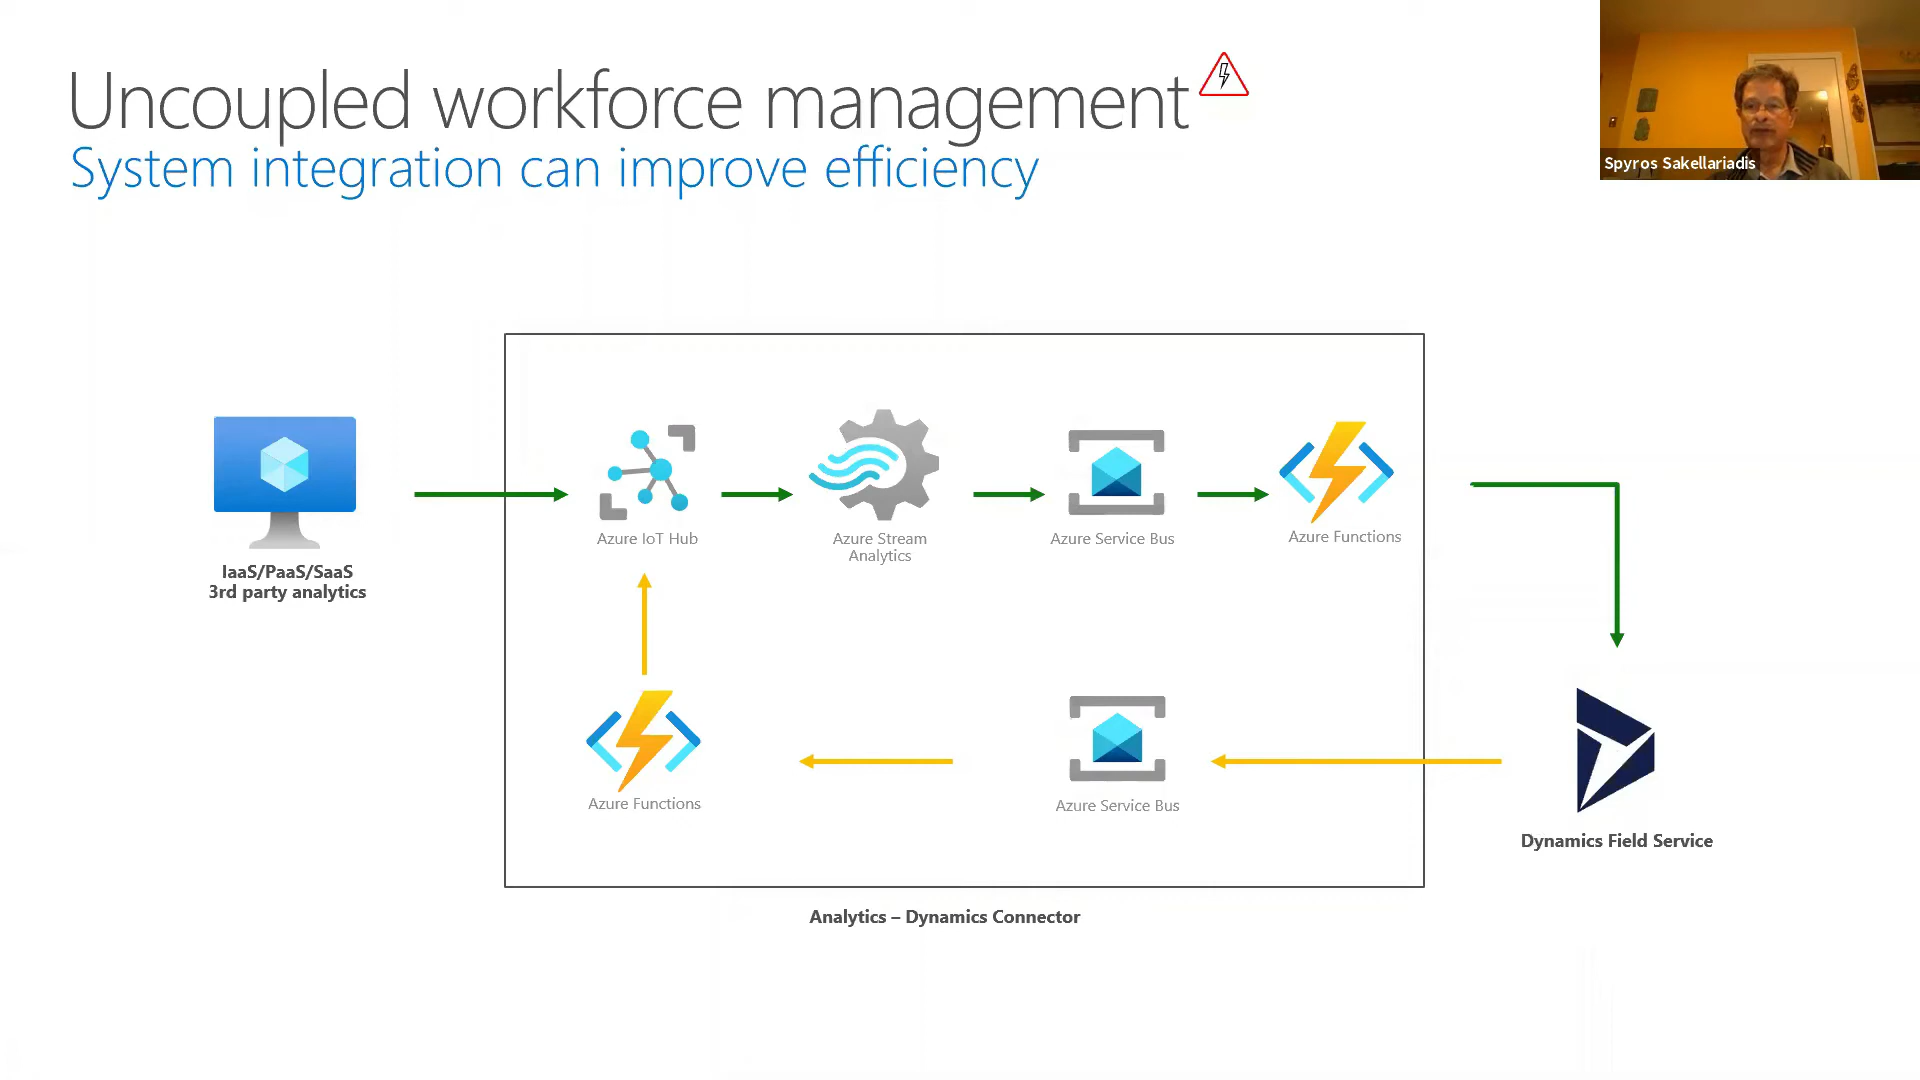 Uncoupled workforce management
System integration can improve efficiency
Spyros Sakellariadis
IaaS/PaaS/SaaS
3rd party analytics
Azure IoT Hub
Azure Stream
Analytics
Azure Service Bus
Azure Functions
Azure Functions
Azure Service Bus
Dynamics Field Service
Analytics – Dynamics Connector